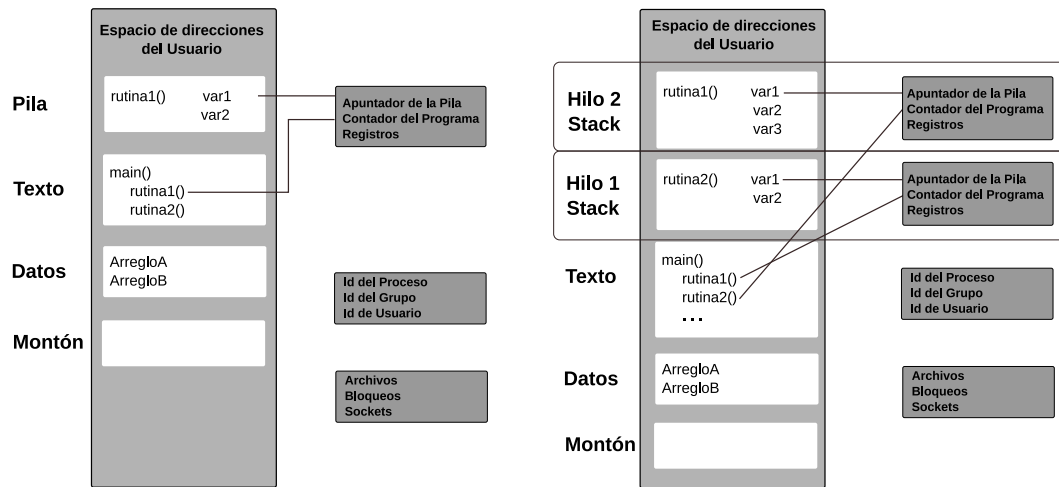 Espacio de direcciones
del Usuario
Pila
rutina1() var1
var2
Apuntador de la Pila
Contador del Programa
Registros
Texto
main()
rutina1()
rutina2()
Datos
ArregloA
ArregloB
Id del Proceso
Id del Grupo
Id de Usuario
Montón
Archivos
Bloqueos
Sockets
Espacio de direcciones
del Usuario
Hilo 2
Stack
rutina1() var1
var2
var3
Apuntador de la Pila
Contador del Programa
Registros
Hilo 1
Stack
rutina2() var1
var2
Apuntador de la Pila
Contador del Programa
Registros
Texto
main()
rutina1()
rutina2()
...
Id del Proceso
Id del Grupo
Id de Usuario
Datos
ArregloA
ArregloB
Archivos
Bloqueos
Sockets
Montón